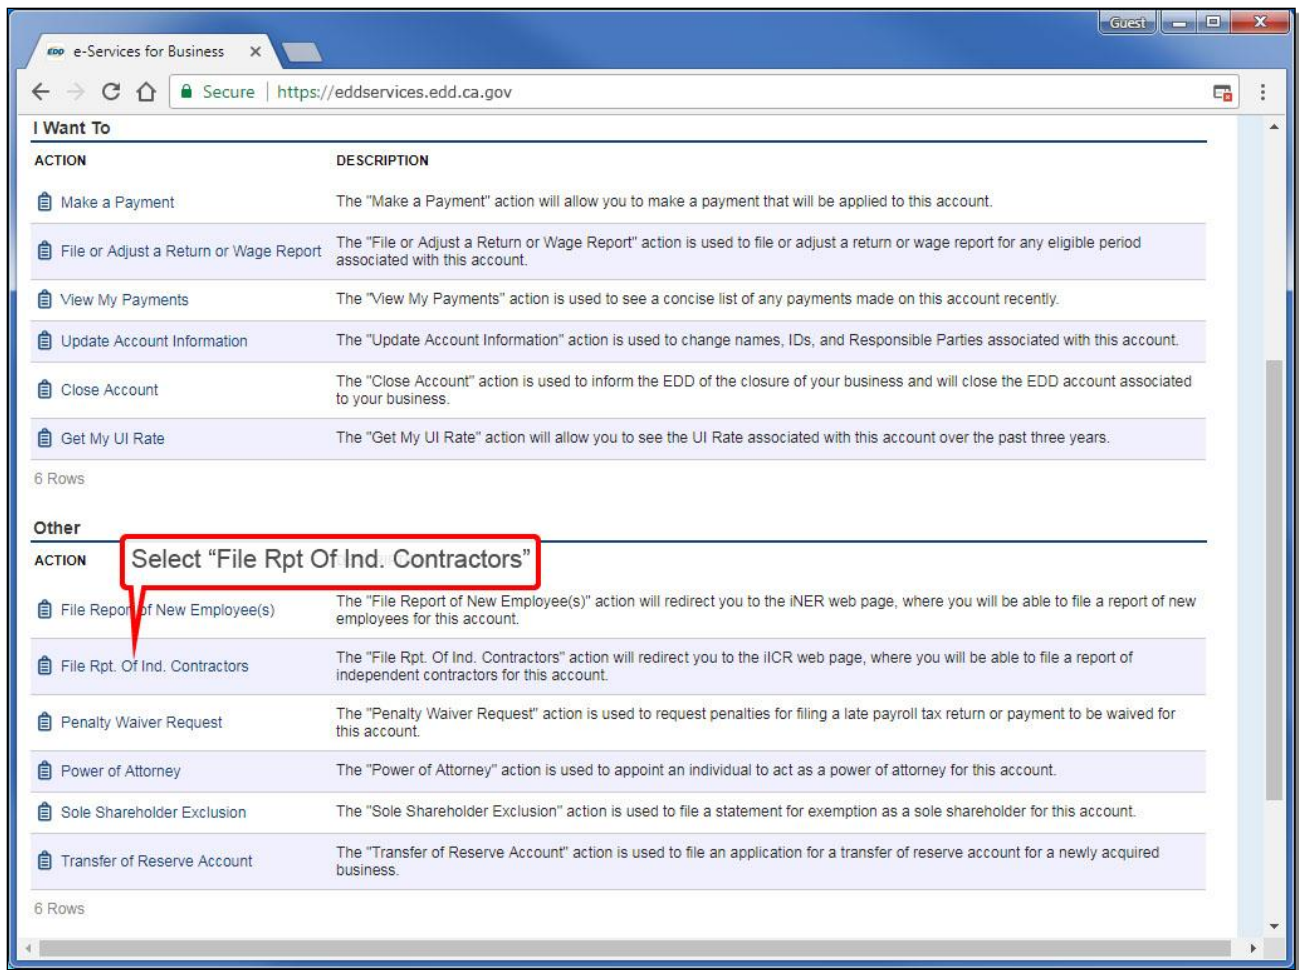 Guest
EDD e-Services for Business
Secure | https://eddservices.edd.ca.gov
I Want To
ACTION DESCRIPTION
Make a Payment The "Make a Payment" action will allow you to make a payment that will be applied to this account.
File or Adjust a Return or Wage Report The "File or Adjust a Return or Wage Report" action is used to file or adjust a return or wage report for any eligible period
associated with this account.
View My Payments The "View My Payments" action is used to see a concise list of any payments made on this account recently.
Update Account Information The "Update Account Information" action is used to change names, IDs, and Responsible Parties associated with this account.
Close Account The "Close Account" action is used to inform the EDD of the closure of your business and will close the EDD account associated
to your business.
Get My UI Rate The "Get My UI Rate" action will allow you to see the UI Rate associated with this account over the past three years.
6 Rows
Other
ACTION
Select “File Rpt Of Ind. Contractors”
File Report of New Employee(s) The "File Report of New Employee(s)" action will redirect you to the iNER web page, where you will be able to file a report of new
employees for this account.
File Rpt. Of Ind. Contractors The "File Rpt. Of Ind. Contractors" action will redirect you to the iICR web page, where you will be able to file a report of
independent contractors for this account.
Penalty Waiver Request The "Penalty Waiver Request" action is used to request penalties for filing a late payroll tax return or payment to be waived for
this account.
Power of Attorney The "Power of Attorney" action is used to appoint an individual to act as a power of attorney for this account.
Sole Shareholder Exclusion The "Sole Shareholder Exclusion" action is used to file a statement for exemption as a sole shareholder for this account.
Transfer of Reserve Account The "Transfer of Reserve Account" action is used to file an application for a transfer of reserve account for a newly acquired
business.
6 Rows